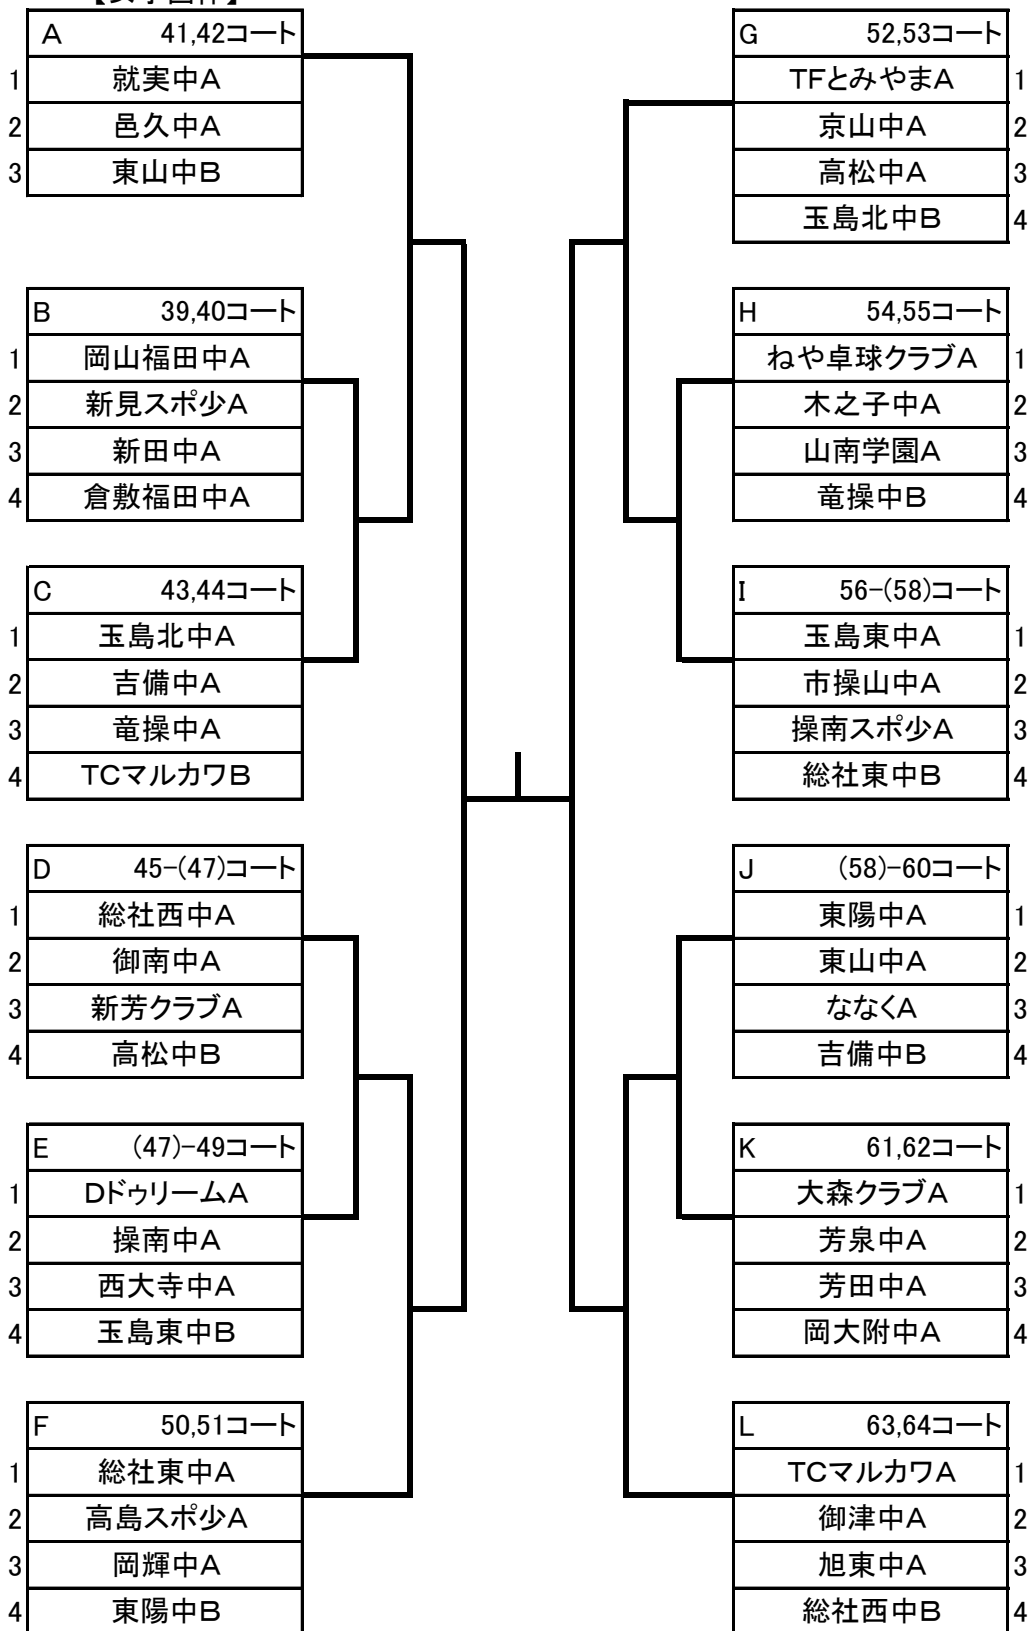 A 41,42コート
1 就実中A
2 邑久中A
3 東山中B
B 39,40コート
1 岡山福田中A
2 新見スポ少A
3 新田中A
4 倉敷福田中A
C 43,44コート
1 玉島北中A
2 吉備中A
3 竜操中A
4 TCマルカワB
D 45-(47)コート
1 総社西中A
2 御南中A
3 新芳クラブA
4 高松中B
E (47)-49コート
1 Dドゥリーム A
2 操南中A
3 西大寺中A
4 玉島東中B
F 50,51コート
1 総社東中A
2 高島スポ少A
3 岡輝中A
4 東陽中B
G 52,53コート
TFとみやまA 1
京山中A 2
高松中A 3
玉島北中B 4
H 54,55コート
ねや卓球クラブA 1
木之子中A 2
山南学園A 3
竜操中B 4
I 56-(58)コート
玉島東中A 1
市操山中A 2
操南スポ少A 3
総社東中B 4
J (58)-60コート
東陽中A 1
東山中A 2
ななくA 3
吉備中B 4
K 61,62コート
大森クラブA 1
芳泉中A 2
芳田中A 3
岡大附中A 4
L 63,64コート
TCマルカワA 1
御津中A 2
旭東中A 3
総社西中B 4